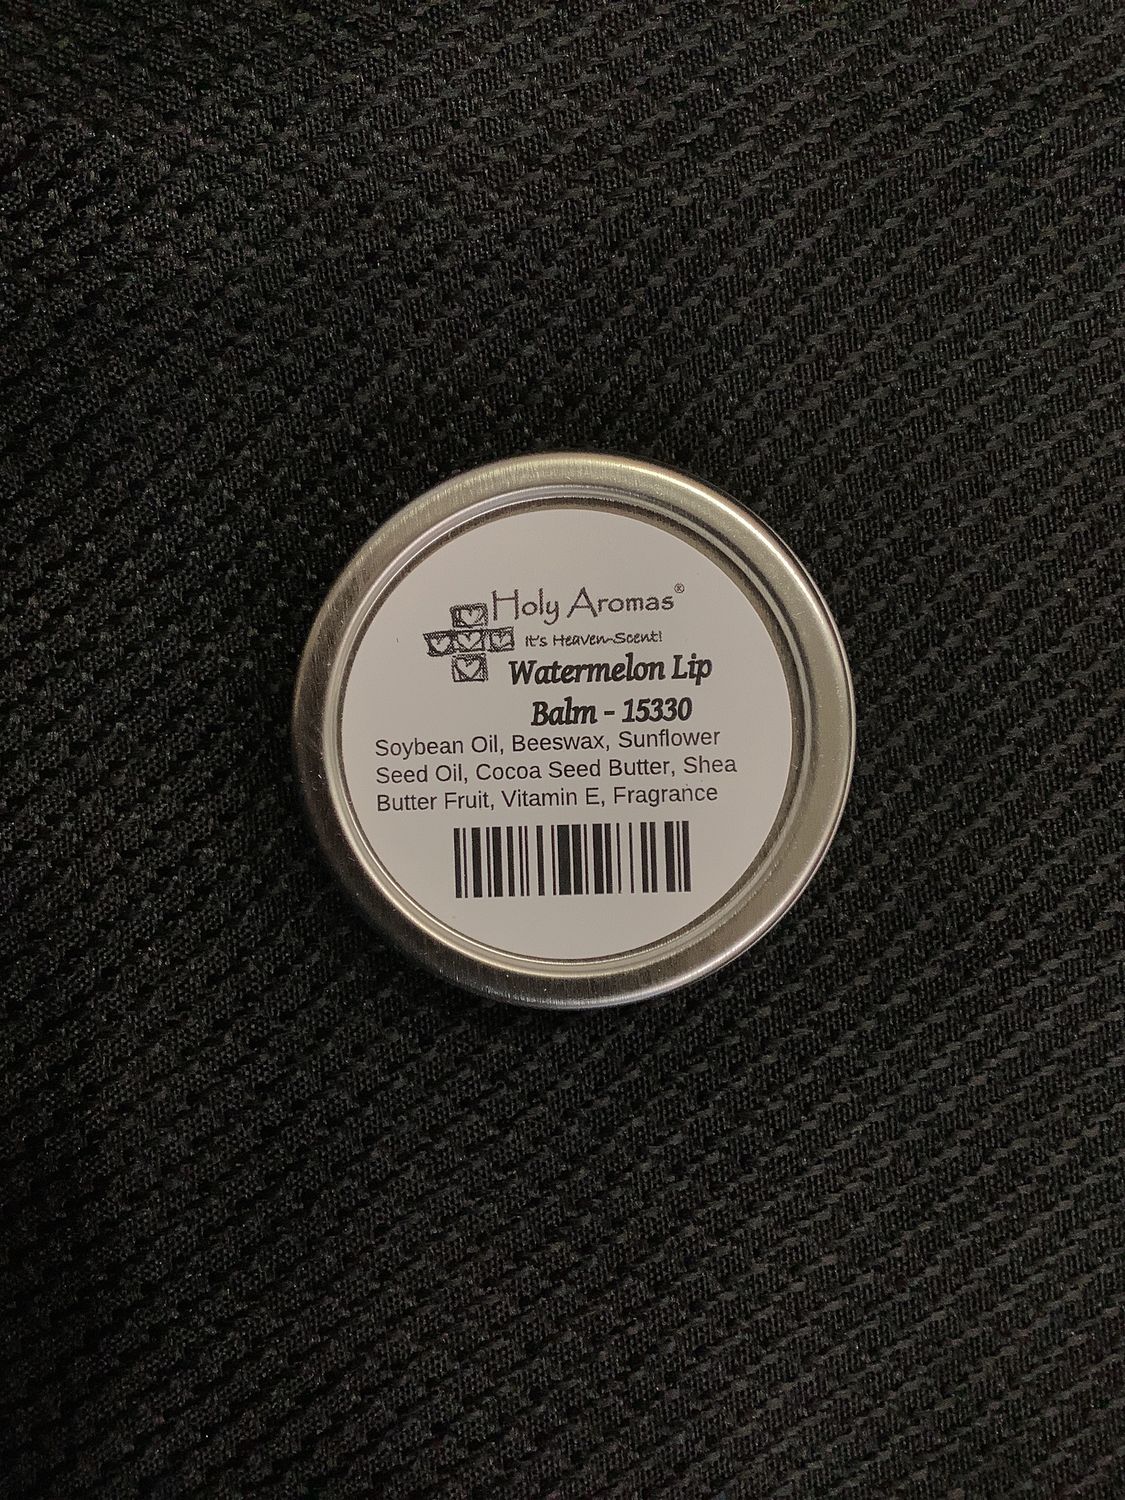 Holy Aromas®
It's Heaven-Scent!
Watermelon Lip
Balm - 15330
Soybean Oil, Beeswax, Sunflower
Seed Oil, Cocoa Seed Butter, Shea
Butter Fruit, Vitamin E, Fragrance